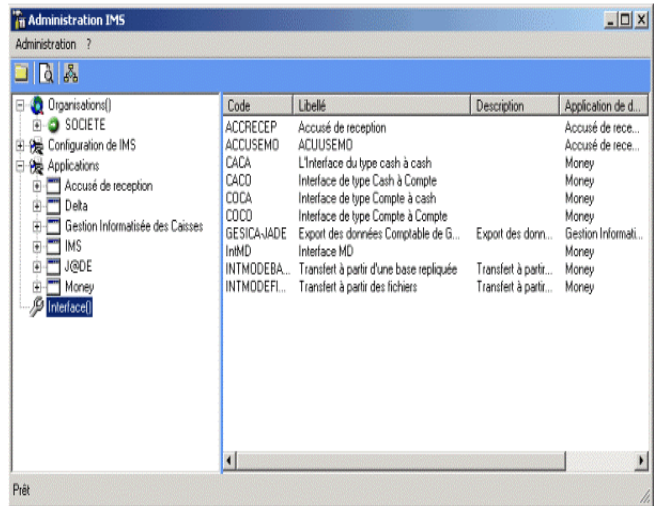 Administration IMS
Administration ?
Organisations()
SOCIETE
Configuration de IMS
Applications
Accusé de réception
Delta
Gestion Informatisée des Caisses
IMS
J@DE
Money
Interface()
Code Libellé Description Application de d...
ACCRECEP Accusé de réception Accusé de rece...
ACCUSEMO ACUUSEMO Accusé de rece...
CACA L'Interface du type cash à cash Money
CACO Interface de type Cash à Compte Money
COCA Interface de type Compte à cash Money
COCO Interface de type Compte à Compte Money
GESICA-JADE Export des données Comptable de G... Export des donn... Gestion Informati...
IntMD Interface MD Money
INTMODEBA... Transfert à partir d'une base repliquée Transfert à partir... Money
INTMODEFI... Transfert à partir des fichiers Transfert à partir... Money
Prêt